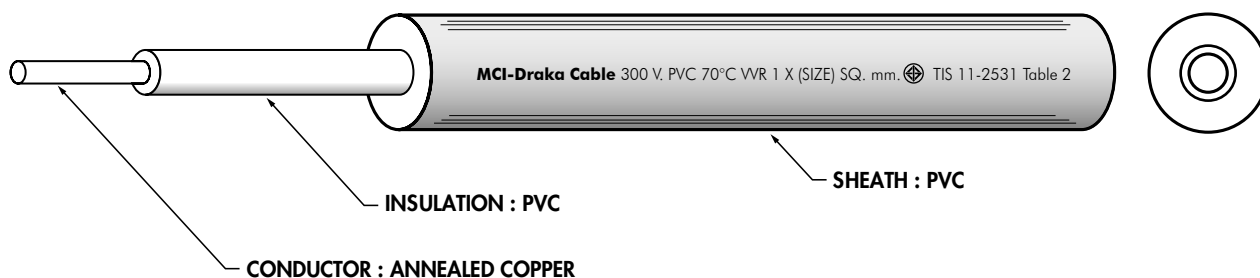 MCI-Draka Cable 300 V. PVC 70°C VVR 1 X (SIZE) SQ. mm. TIS 11-2531 Table 2
SHEATH : PVC
INSULATION : PVC
CONDUCTOR : ANNEALED COPPER